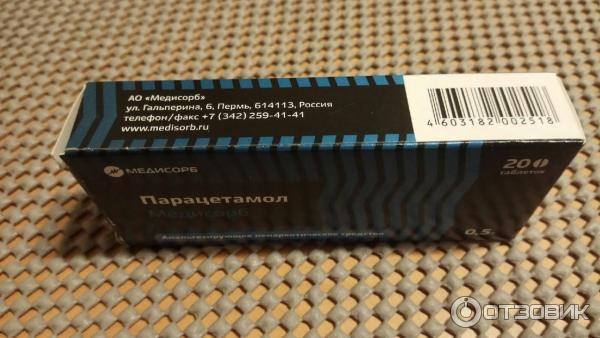 АО «Медисорб»
ул. Гальперина, 6, Пермь, 614113, Россия
телефон/факс +7 (342) 259-41-41
www.medisorb.ru
4 603182 002518
МЕДИСОРБ
20
таблеток
Парацетамол
Медисорб
Анальгезирующее ненаркотическое средство
0,5
ОТЗОВИК